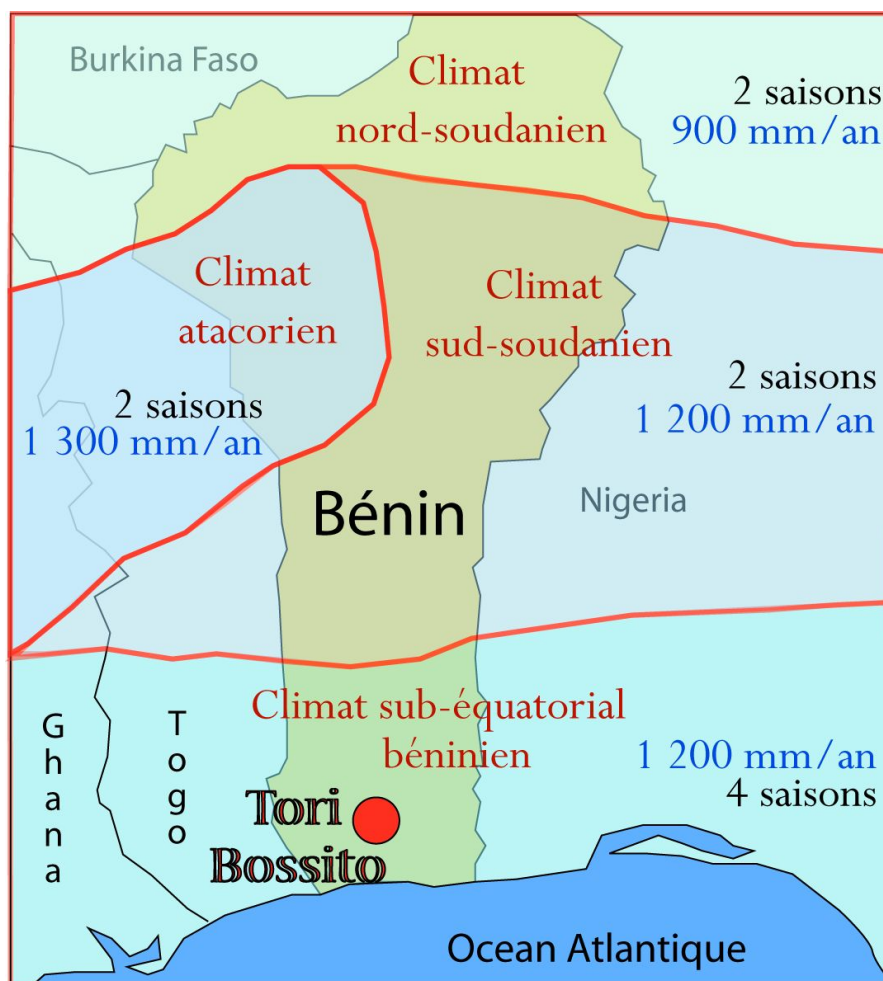 Burkina Faso
Climat
nord-soudanien
2 saisons
900 mm/an
Climat
atacorien
2 saisons
1 300 mm/an
Climat
sud-soudanien
2 saisons
1 200 mm/an
Bénin
Nigeria
Ghana
Togo
Climat sub-équatorial
béninien
1 200 mm/an
4 saisons
Tori
Bossito
Ocean Atlantique